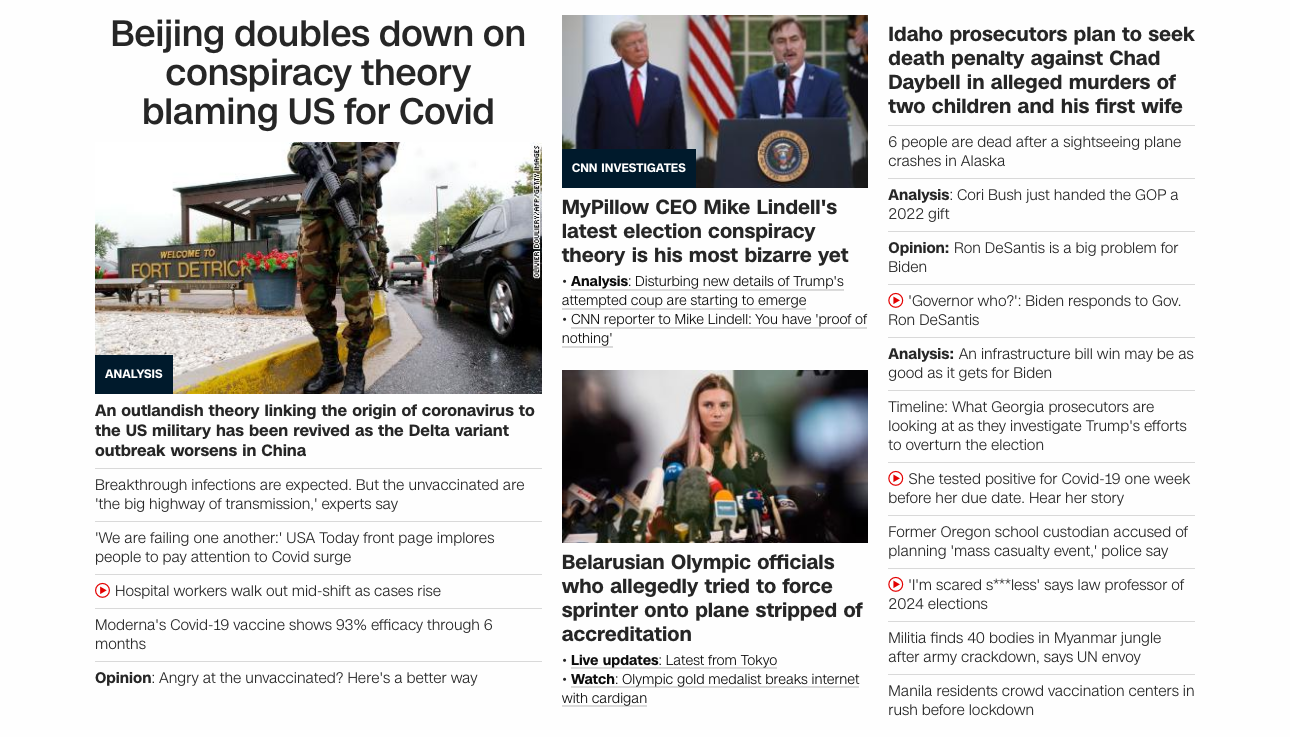 Beijing doubles down on
conspiracy theory
blaming US for Covid
OLIVIER DOULIERY/AFP/GETTY IMAGES
WELCOME TO
FORT DETRICK
ANALYSIS
An outlandish theory linking the origin of coronavirus to
the US military has been revived as the Delta variant
outbreak worsens in China
Breakthrough infections are expected. But the unvaccinated are
'the big highway of transmission,' experts say
'We are failing one another:' USA Today front page implores
people to pay attention to Covid surge
Hospital workers walk out mid-shift as cases rise
Moderna's Covid-19 vaccine shows 93% efficacy through 6
months
Opinion: Angry at the unvaccinated? Here's a better way
CNN INVESTIGATES
MyPillow CEO Mike Lindell's
latest election conspiracy
theory is his most bizarre yet
• Analysis: Disturbing new details of Trump's
attempted coup are starting to emerge
• CNN reporter to Mike Lindell: You have 'proof of
nothing'
Belarusian Olympic officials
who allegedly tried to force
sprinter onto plane stripped of
accreditation
• Live updates: Latest from Tokyo
• Watch: Olympic gold medalist breaks internet
with cardigan
Idaho prosecutors plan to seek
death penalty against Chad
Daybell in alleged murders of
two children and his first wife
6 people are dead after a sightseeing plane
crashes in Alaska
Analysis: Cori Bush just handed the GOP a
2022 gift
Opinion: Ron DeSantis is a big problem for
Biden
'Governor who?': Biden responds to Gov.
Ron DeSantis
Analysis: An infrastructure bill win may be as
good as it gets for Biden
Timeline: What Georgia prosecutors are
looking at as they investigate Trump's efforts
to overturn the election
She tested positive for Covid-19 one week
before her due date. Hear her story
Former Oregon school custodian accused of
planning 'mass casualty event,' police say
'I'm scared s***less' says law professor of
2024 elections
Militia finds 40 bodies in Myanmar jungle
after army crackdown, says UN envoy
Manila residents crowd vaccination centers in
rush before lockdown